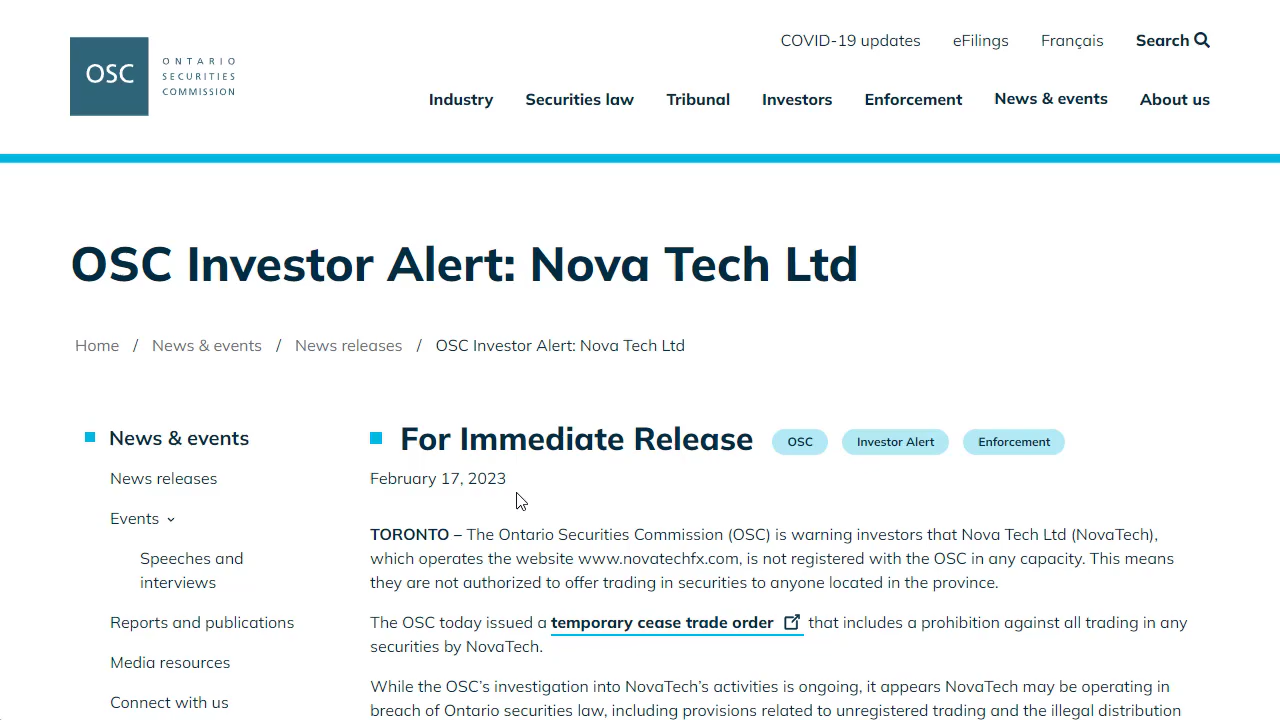 COVID-19 updates eFilings Français Search
OSC
ONTARIO
SECURITIES
COMMISSION
Industry Securities law Tribunal Investors Enforcement News & events About us
OSC Investor Alert: Nova Tech Ltd
Home / News & events / News releases / OSC Investor Alert: Nova Tech Ltd
News & events
News releases
Events
Speeches and
interviews
Reports and publications
Media resources
Connect with us
For Immediate Release OSC Investor Alert Enforcement
February 17, 2023
TORONTO – The Ontario Securities Commission (OSC) is warning investors that Nova Tech Ltd (NovaTech),
which operates the website www.novatechfx.com, is not registered with the OSC in any capacity. This means
they are not authorized to offer trading in securities to anyone located in the province.
The OSC today issued a temporary cease trade order that includes a prohibition against all trading in any
securities by NovaTech.
While the OSC’s investigation into NovaTech’s activities is ongoing, it appears NovaTech may be operating in
breach of Ontario securities law, including provisions related to unregistered trading and the illegal distribution